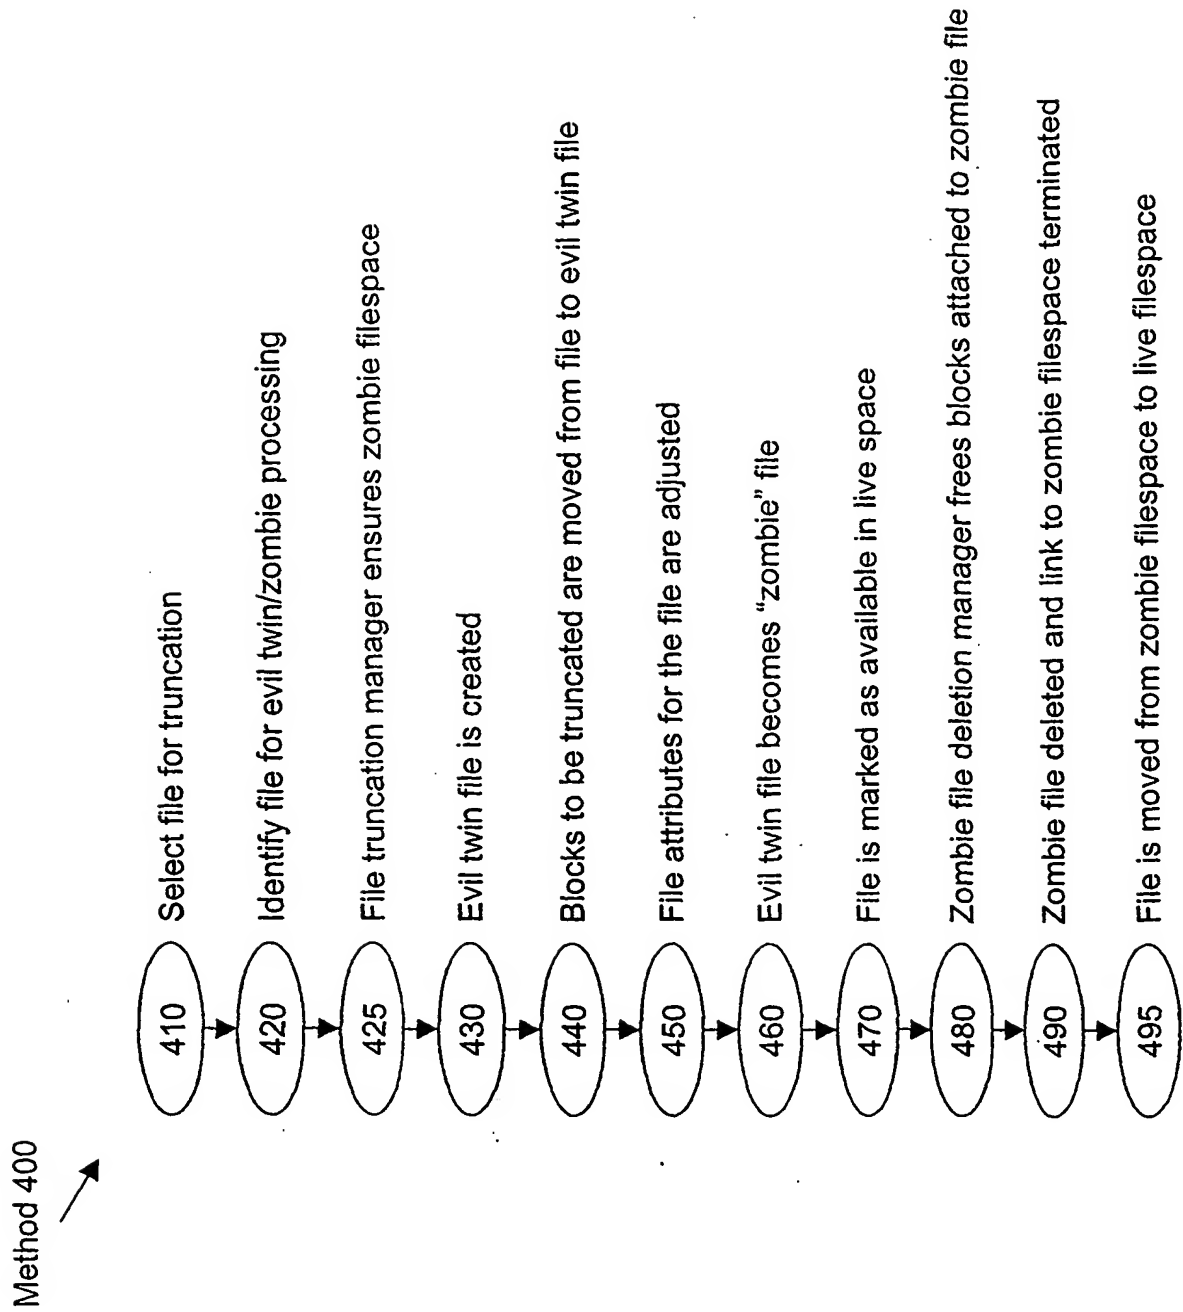 Method 400
410 Select file for truncation
420 Identify file for evil twin/zombie processing
425 File truncation manager ensures zombie filespace
430 Evil twin file is created
440 Blocks to be truncated are moved from file to evil twin file
450 File attributes for the file are adjusted
460 Evil twin file becomes “zombie” file
470 File is marked as available in live space
480 Zombie file deletion manager frees blocks attached to zombie file
490 Zombie file deleted and link to zombie filespace terminated
495 File is moved from zombie filespace to live filespace